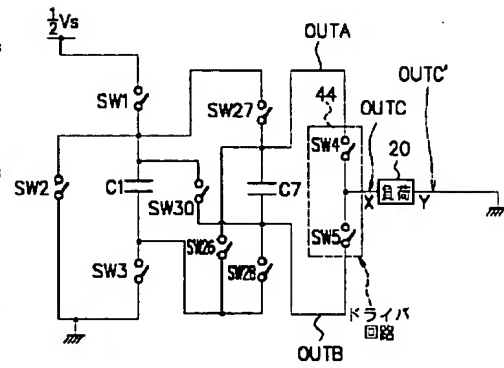 ½Vs
OUTA
OUTC'
SW1
SW27
44
OUTC
20
SW4
SW2
C1
SW30
C7
X
負荷
Y
SW26
SW5
SW3
SW28
ドライバ
回路
OUTB